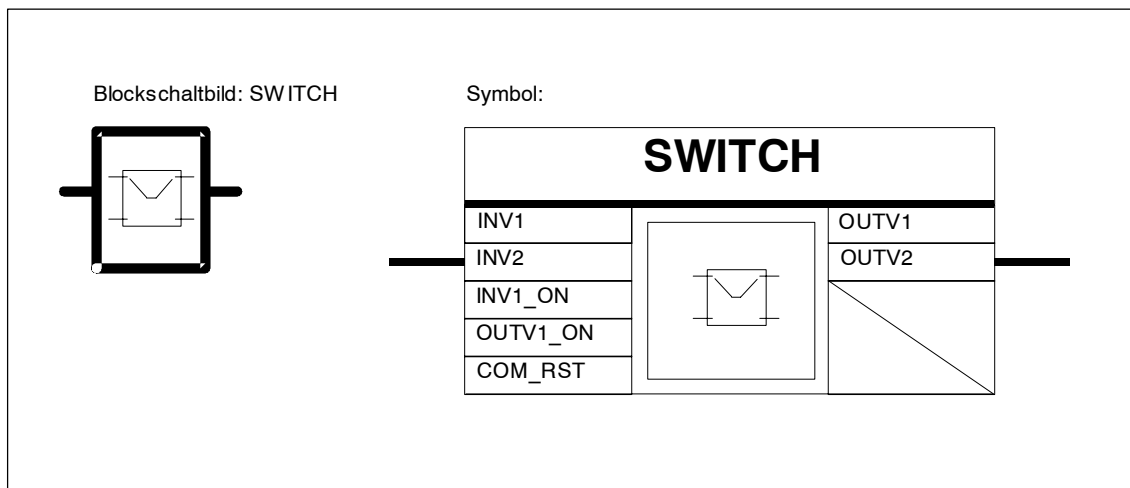 Blockschaltbild: SWITCH
Symbol:
SWITCH
INV1
OUTV1
INV2
OUTV2
INV1_ON
OUTV1_ON
COM_RST